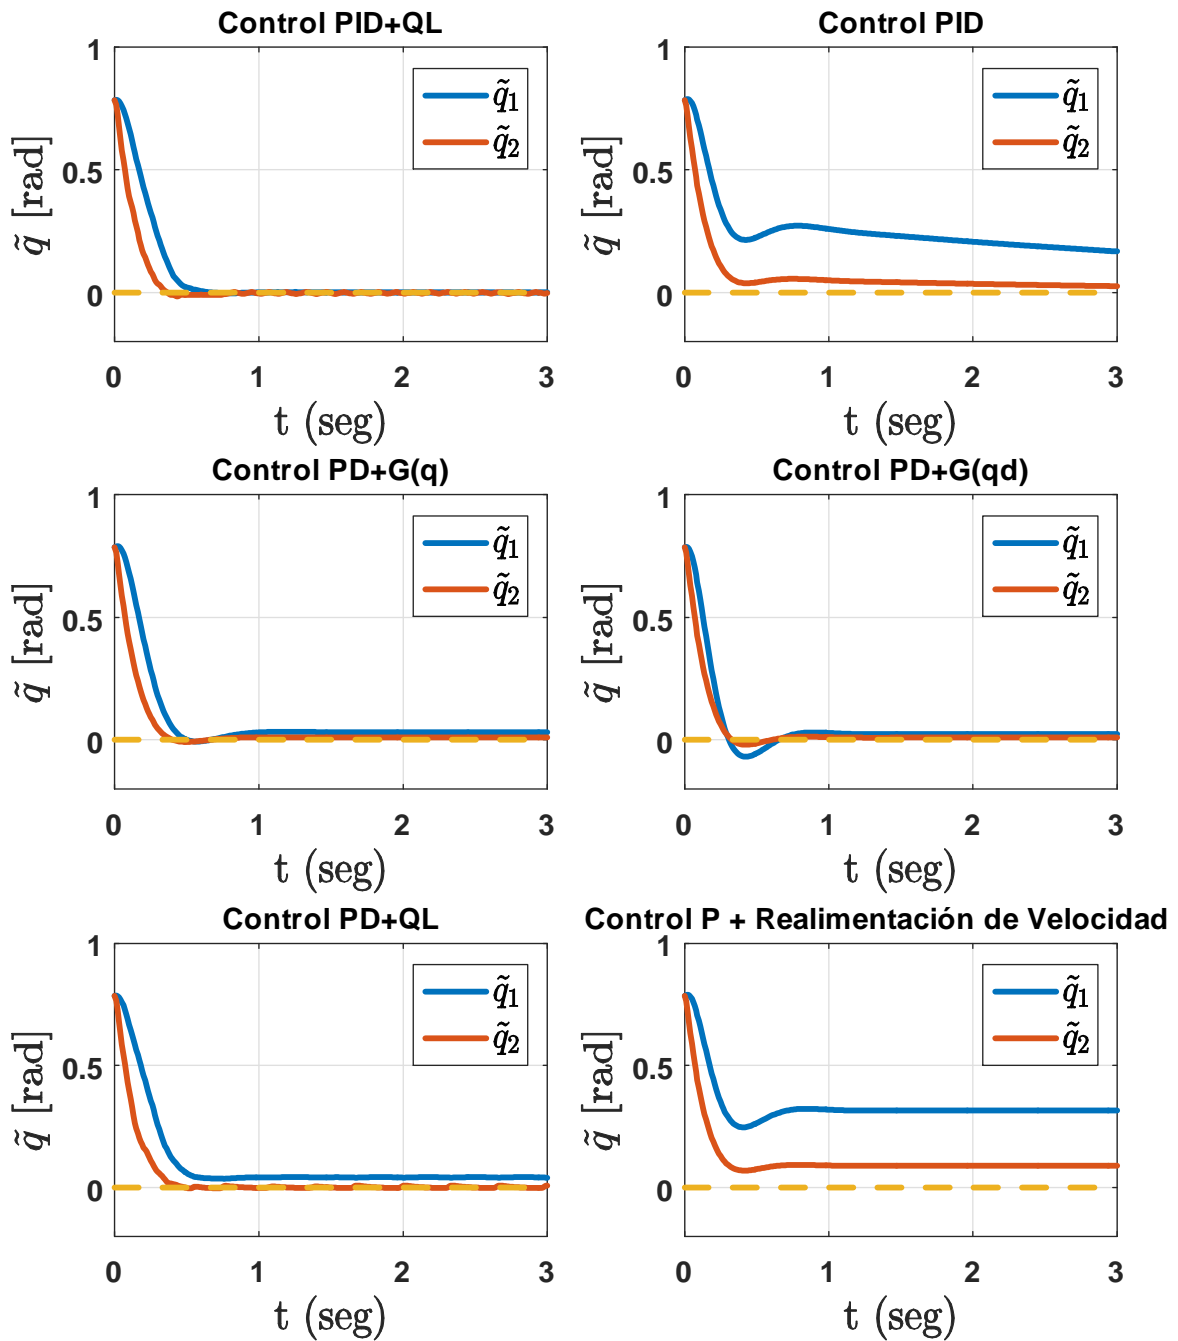 Control PID+QL
1
0.5
0
q̃ [rad]
q̃₁
q̃₂
0 1 2 3
t (seg)
Control PID
1
0.5
0
q̃ [rad]
q̃₁
q̃₂
0 1 2 3
t (seg)
Control PD+G(q)
1
0.5
0
q̃ [rad]
q̃₁
q̃₂
0 1 2 3
t (seg)
Control PD+G(qd)
1
0.5
0
q̃ [rad]
q̃₁
q̃₂
0 1 2 3
t (seg)
Control PD+QL
1
0.5
0
q̃ [rad]
q̃₁
q̃₂
0 1 2 3
t (seg)
Control P + Realimentación de Velocidad
1
0.5
0
q̃ [rad]
q̃₁
q̃₂
0 1 2 3
t (seg)